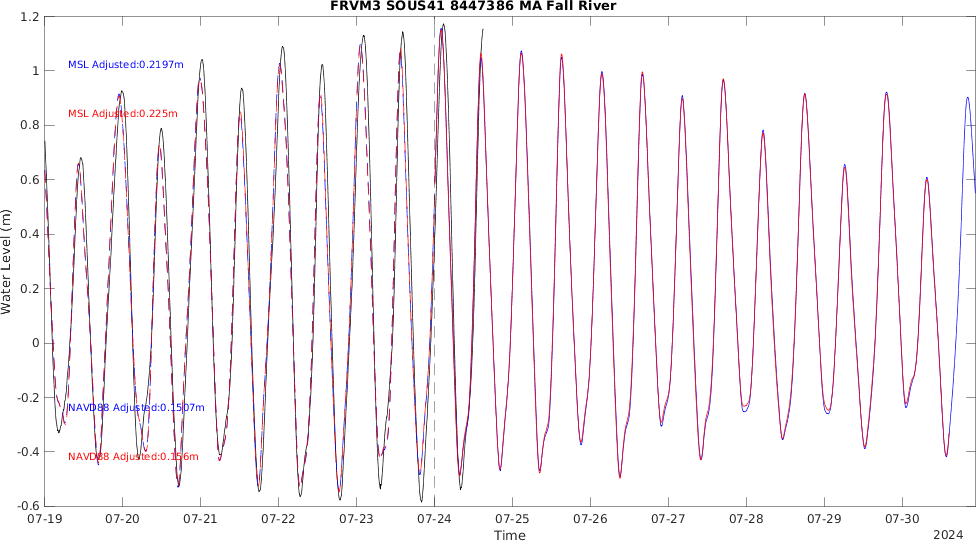 FRVM3 SOUS41 8447386 MA Fall River
1.2
1
0.8
0.6
0.4
0.2
0
-0.2
-0.4
-0.6
Water Level (m)
MSL Adjusted:0.2197m
MSL Adjusted:0.225m
NAVD88 Adjusted:0.1507m
NAVD88 Adjusted:0.156m
07-19 07-20 07-21 07-22 07-23 07-24 07-25 07-26 07-27 07-28 07-29 07-30
Time
2024